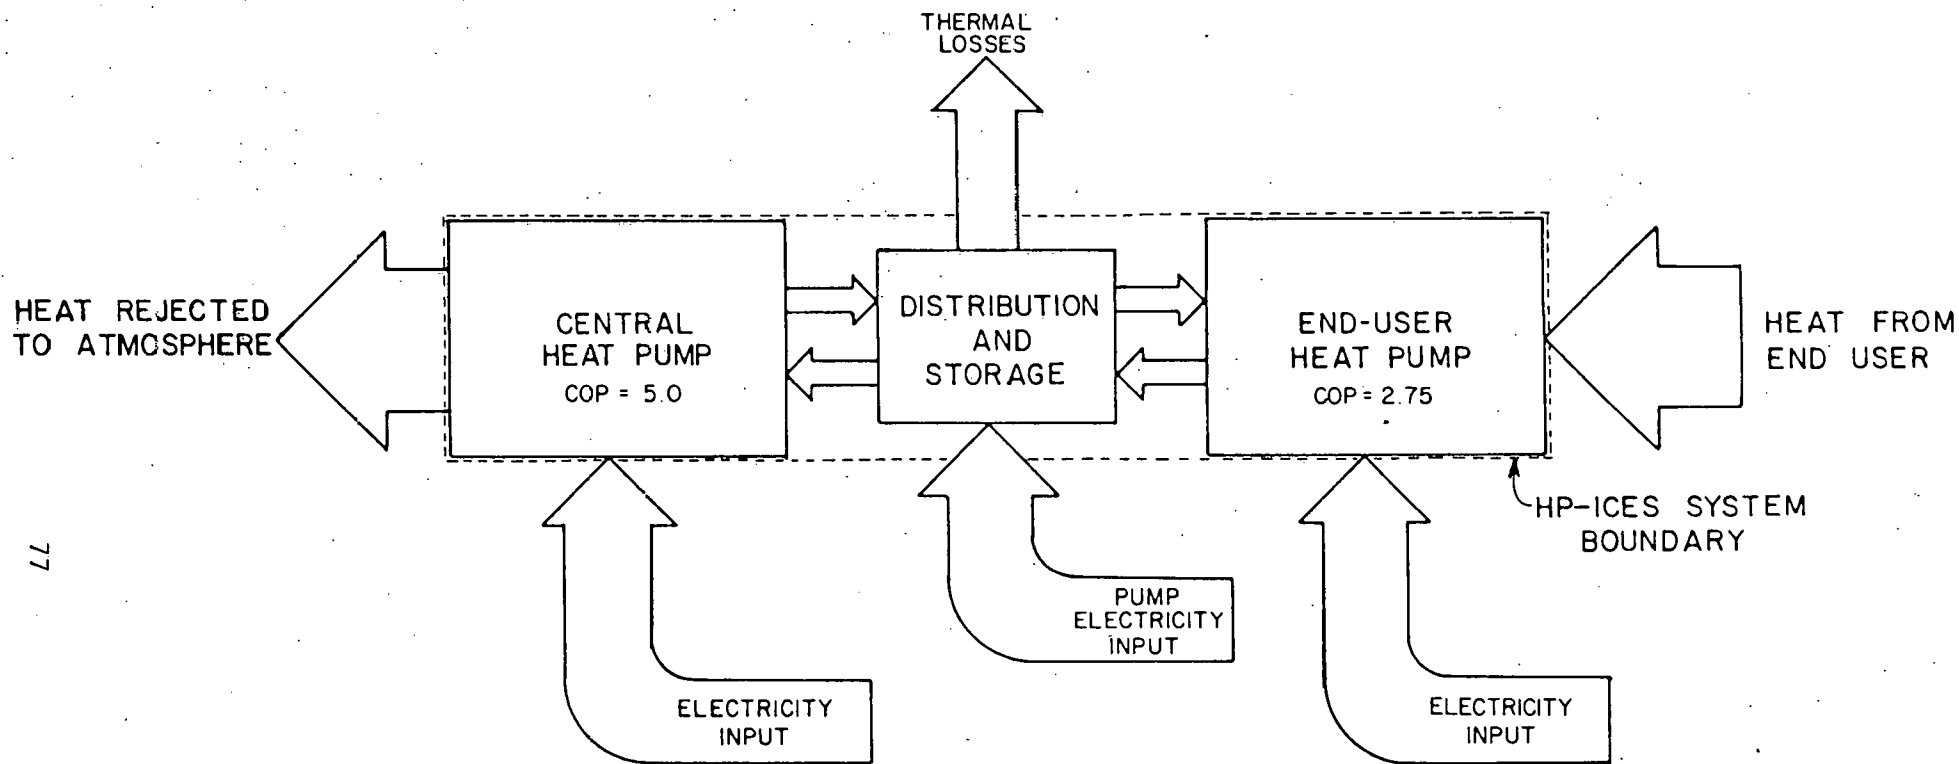 THERMAL
LOSSES
HEAT REJECTED
TO ATMOSPHERE
CENTRAL
HEAT PUMP
COP = 5.0
DISTRIBUTION
AND
STORAGE
END-USER
HEAT PUMP
COP = 2.75
HEAT FROM
END USER
HP-ICES SYSTEM
BOUNDARY
PUMP
ELECTRICITY
INPUT
ELECTRICITY
INPUT
ELECTRICITY
INPUT
77